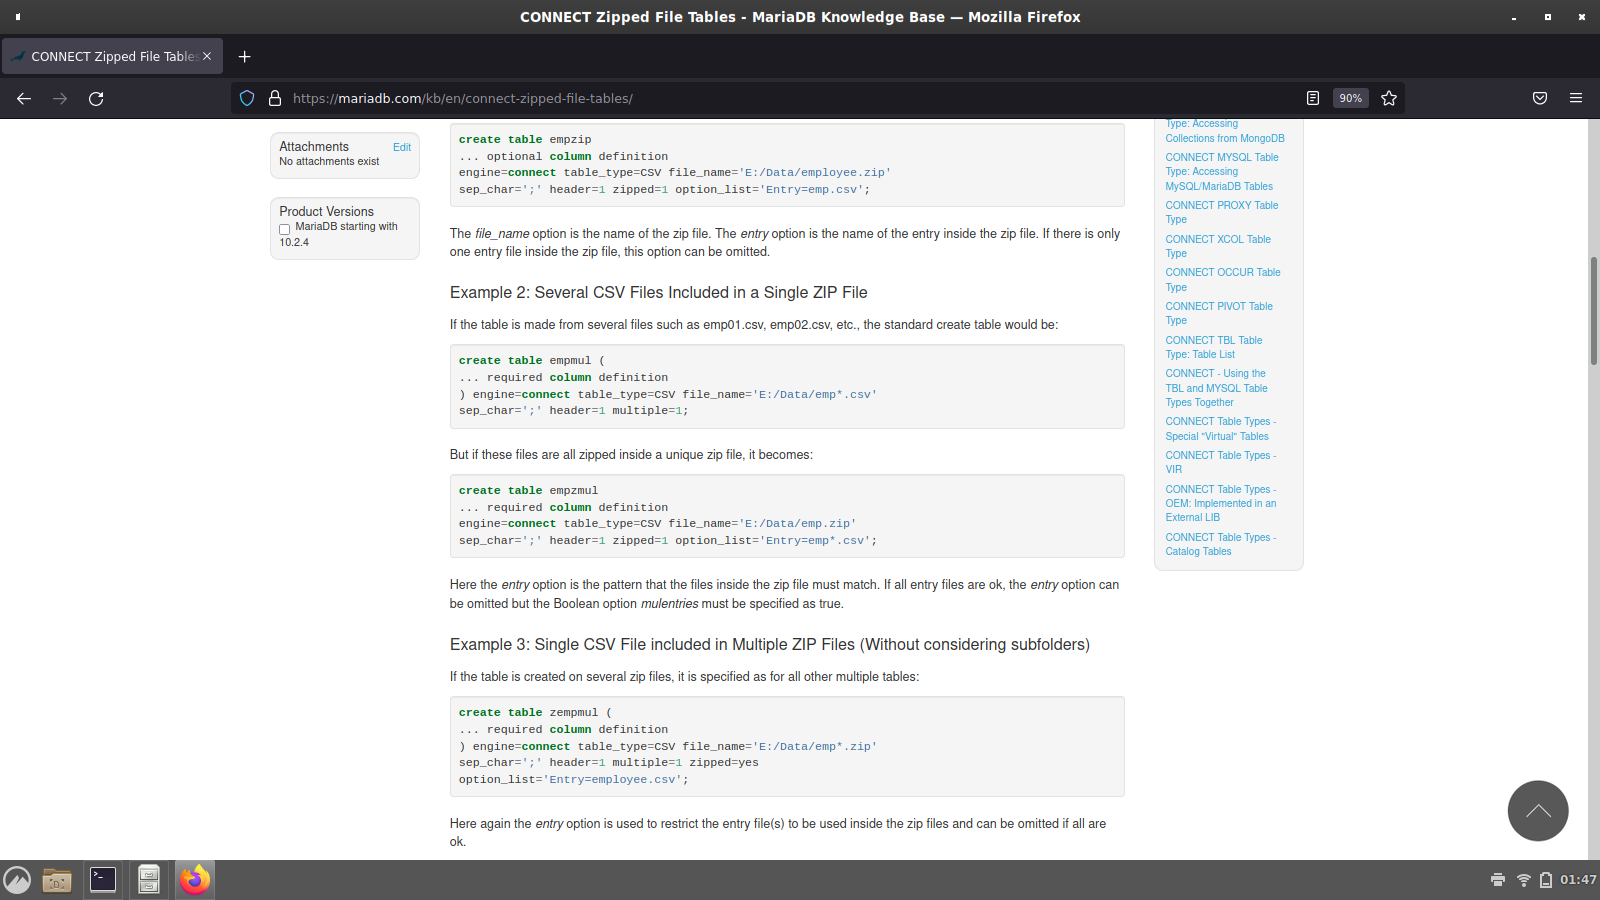 CONNECT Zipped File Tables - MariaDB Knowledge Base — Mozilla Firefox
CONNECT Zipped File Tables
https://mariadb.com/kb/en/connect-zipped-file-tables/
90%
Attachments
Edit
No attachments exist
Product Versions
MariaDB starting with
10.2.4
create table empzip
... optional column definition
engine=connect table_type=CSV file_name='E:/Data/employee.zip'
sep_char=';' header=1 zipped=1 option_list='Entry=emp.csv';
The file_name option is the name of the zip file. The entry option is the name of the entry inside the zip file. If there is only
one entry file inside the zip file, this option can be omitted.
Example 2: Several CSV Files Included in a Single ZIP File
If the table is made from several files such as emp01.csv, emp02.csv, etc., the standard create table would be:
create table empmul (
... required column definition
) engine=connect table_type=CSV file_name='E:/Data/emp*.csv'
sep_char=';' header=1 multiple=1;
But if these files are all zipped inside a unique zip file, it becomes:
create table empzmul
... required column definition
engine=connect table_type=CSV file_name='E:/Data/emp.zip'
sep_char=';' header=1 zipped=1 option_list='Entry=emp*.csv';
Here the entry option is the pattern that the files inside the zip file must match. If all entry files are ok, the entry option can
be omitted but the Boolean option mulentries must be specified as true.
Example 3: Single CSV File included in Multiple ZIP Files (Without considering subfolders)
If the table is created on several zip files, it is specified as for all other multiple tables:
create table zempmul (
... required column definition
) engine=connect table_type=CSV file_name='E:/Data/emp*.zip'
sep_char=';' header=1 multiple=1 zipped=yes
option_list='Entry=employee.csv';
Here again the entry option is used to restrict the entry file(s) to be used inside the zip files and can be omitted if all are
ok.
Type: Accessing
Collections from MongoDB
CONNECT MYSQL Table
Type: Accessing
MySQL/MariaDB Tables
CONNECT PROXY Table
Type
CONNECT XCOL Table
Type
CONNECT OCCUR Table
Type
CONNECT PIVOT Table
Type
CONNECT TBL Table
Type: Table List
CONNECT - Using the
TBL and MYSQL Table
Types Together
CONNECT Table Types -
Special "Virtual" Tables
CONNECT Table Types -
VIR
CONNECT Table Types -
OEM: Implemented in an
External LIB
CONNECT Table Types -
Catalog Tables
01:47